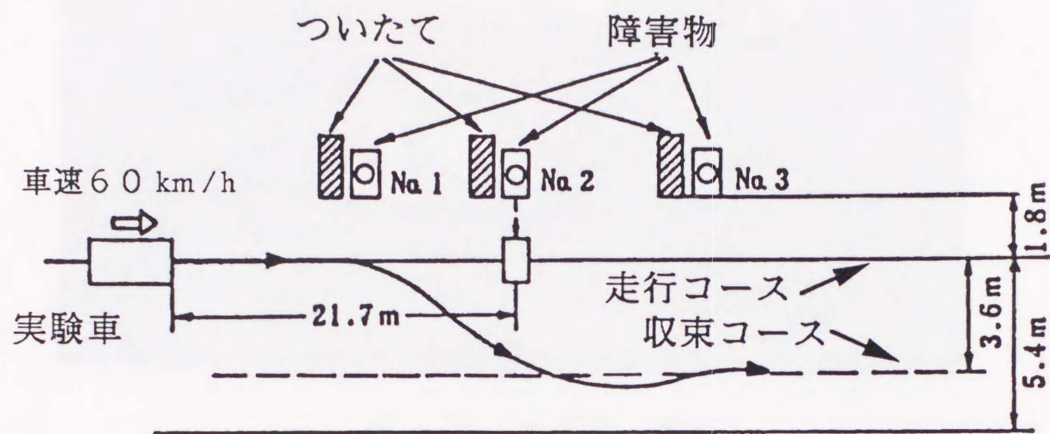 ついたて
障害物
No.1
No.2
No.3
車速60 km/h
1.8m
走行コース
21.7m
実験車
収束コース
3.6m
5.4m